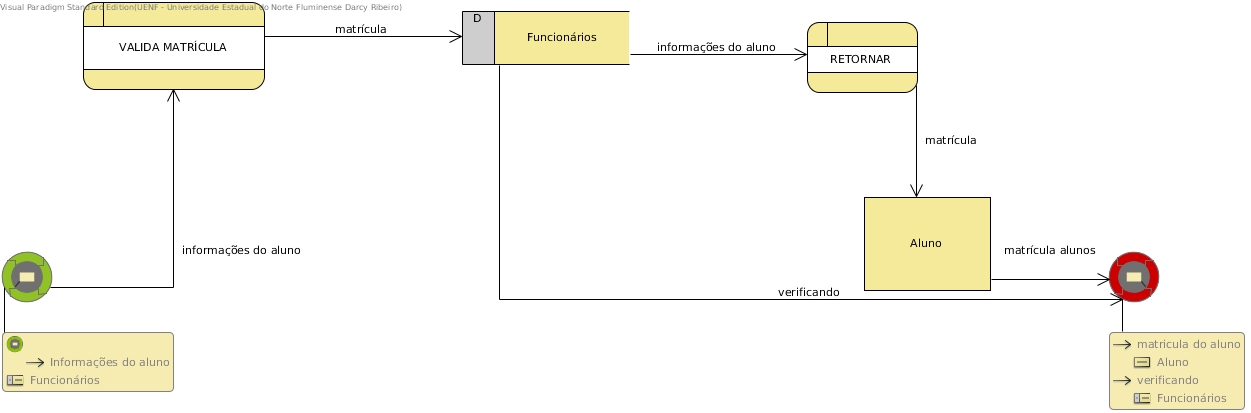 Visual Paradigm Standard Edition(UENF - Universidade Estadual do Norte Fluminense Darcy Ribeiro)
VALIDA MATRÍCULA
matrícula
D
Funcionários
informações do aluno
RETORNAR
matrícula
informações do aluno
Aluno
matrícula alunos
verificando
Informações do aluno
Funcionários
matricula do aluno
Aluno
verificando
Funcionários